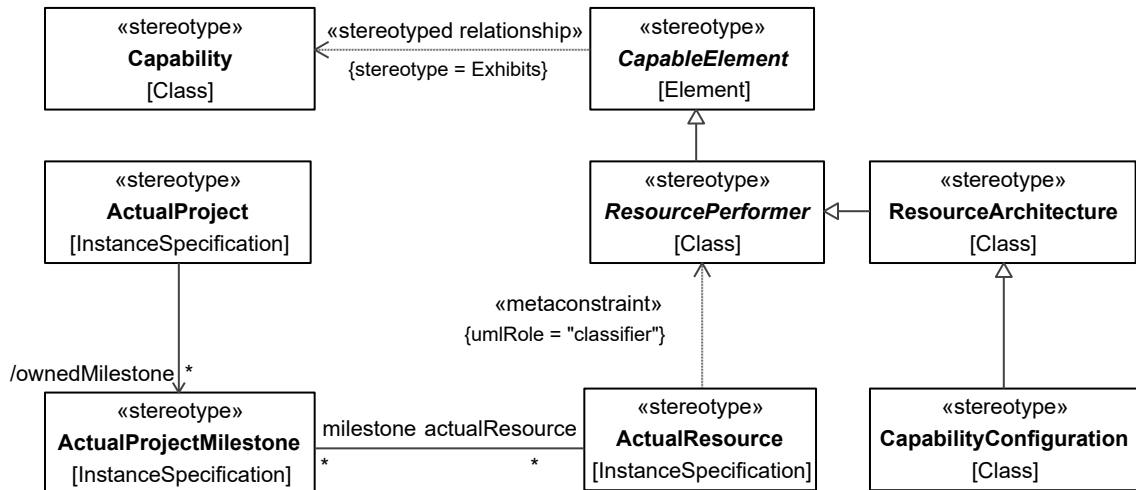 «stereotype»
Capability
[Class]
«stereotyped relationship»
{stereotype = Exhibits}
«stereotype»
CapableElement
[Element]
«stereotype»
ActualProject
[InstanceSpecification]
«stereotype»
ResourcePerformer
[Class]
«stereotype»
ResourceArchitecture
[Class]
«metaconstraint»
{umlRole = "classifier"}
/ownedMilestone *
«stereotype»
ActualProjectMilestone
[InstanceSpecification]
milestone actualResource
* *
«stereotype»
ActualResource
[InstanceSpecification]
«stereotype»
CapabilityConfiguration
[Class]